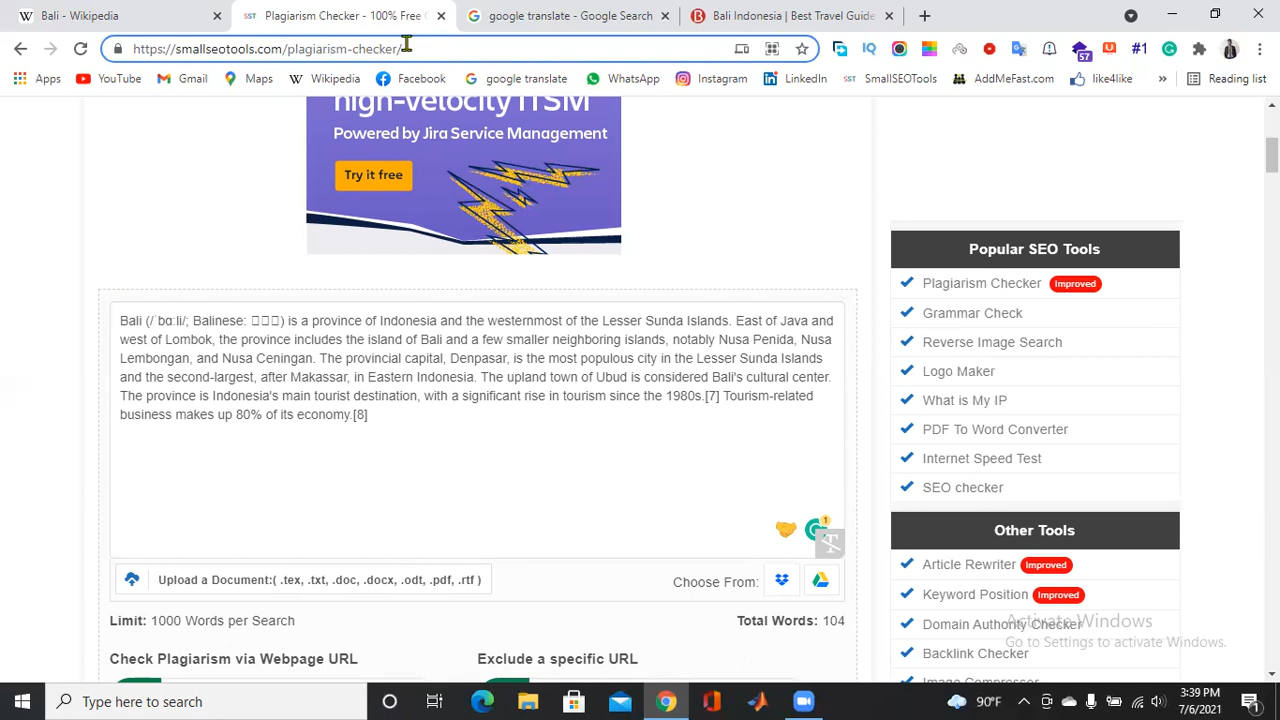 Bali - Wikipedia
Plagiarism Checker - 100% Free
google translate - Google Search
Bali Indonesia | Best Travel Guide
https://smallseotools.com/plagiarism-checker/
57
#1
Apps
YouTube
Gmail
Maps
Wikipedia
Facebook
google translate
WhatsApp
Instagram
LinkedIn
SmallSEOTools
AddMeFast.com
like4like
»
Reading list
high-velocity ITSM
Powered by Jira Service Management
Try it free
Bali (/ˈbɑːli/; Balinese: ) is a province of Indonesia and the westernmost of the Lesser Sunda Islands. East of Java and
west of Lombok, the province includes the island of Bali and a few smaller neighboring islands, notably Nusa Penida, Nusa
Lembongan, and Nusa Ceningan. The provincial capital, Denpasar, is the most populous city in the Lesser Sunda Islands
and the second-largest, after Makassar, in Eastern Indonesia. The upland town of Ubud is considered Bali's cultural center.
The province is Indonesia's main tourist destination, with a significant rise in tourism since the 1980s.[7] Tourism-related
business makes up 80% of its economy.[8]
1
Upload a Document:( .tex, .txt, .doc, .docx, .odt, .pdf, .rtf )
Choose From:
Limit: 1000 Words per Search
Total Words: 104
Check Plagiarism via Webpage URL
Exclude a specific URL
Popular SEO Tools
Plagiarism Checker Improved
Grammar Check
Reverse Image Search
Logo Maker
What is My IP
PDF To Word Converter
Internet Speed Test
SEO checker
Other Tools
Article Rewriter Improved
Keyword Position Improved
Domain Authority Checker
Backlink Checker
Image Compressor
Activate Windows
Go to Settings to activate Windows.
Type here to search
90°F
3:39 PM
7/6/2021
1